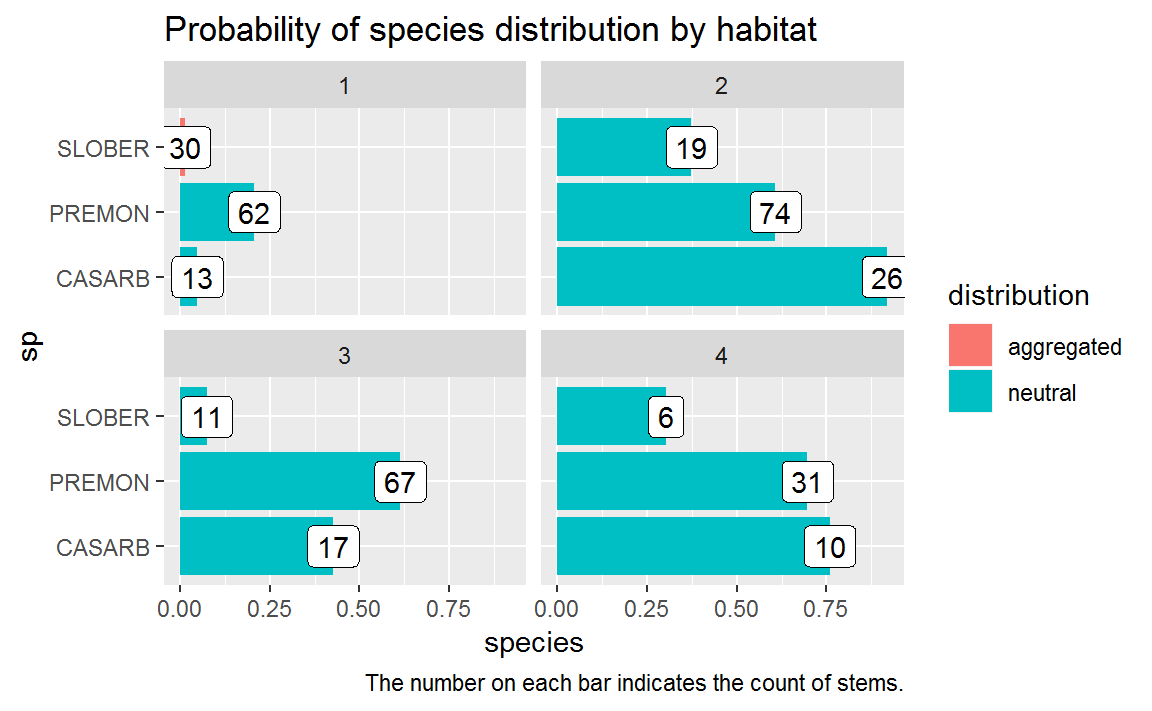 Probability of species distribution by habitat
1
2
SLOBER
30
19
PREMON
62
74
CASARB
13
26
sp
distribution
aggregated
neutral
3
4
SLOBER
11
6
PREMON
67
31
CASARB
17
10
0.00 0.25 0.50 0.75
0.00 0.25 0.50 0.75
species
The number on each bar indicates the count of stems.